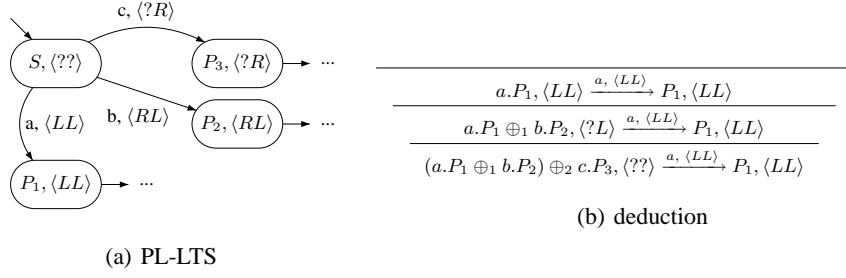 c, ⟨?R⟩
S, ⟨??⟩
P₃, ⟨?R⟩
...
a, ⟨LL⟩
b, ⟨RL⟩
P₂, ⟨RL⟩
...
P₁, ⟨LL⟩
...
(a) PL-LTS
a.P₁, ⟨LL⟩ —a, ⟨LL⟩→ P₁, ⟨LL⟩
a.P₁ ⊕₁ b.P₂, ⟨?L⟩ —a, ⟨LL⟩→ P₁, ⟨LL⟩
(a.P₁ ⊕₁ b.P₂) ⊕₂ c.P₃, ⟨??⟩ —a, ⟨LL⟩→ P₁, ⟨LL⟩
(b) deduction